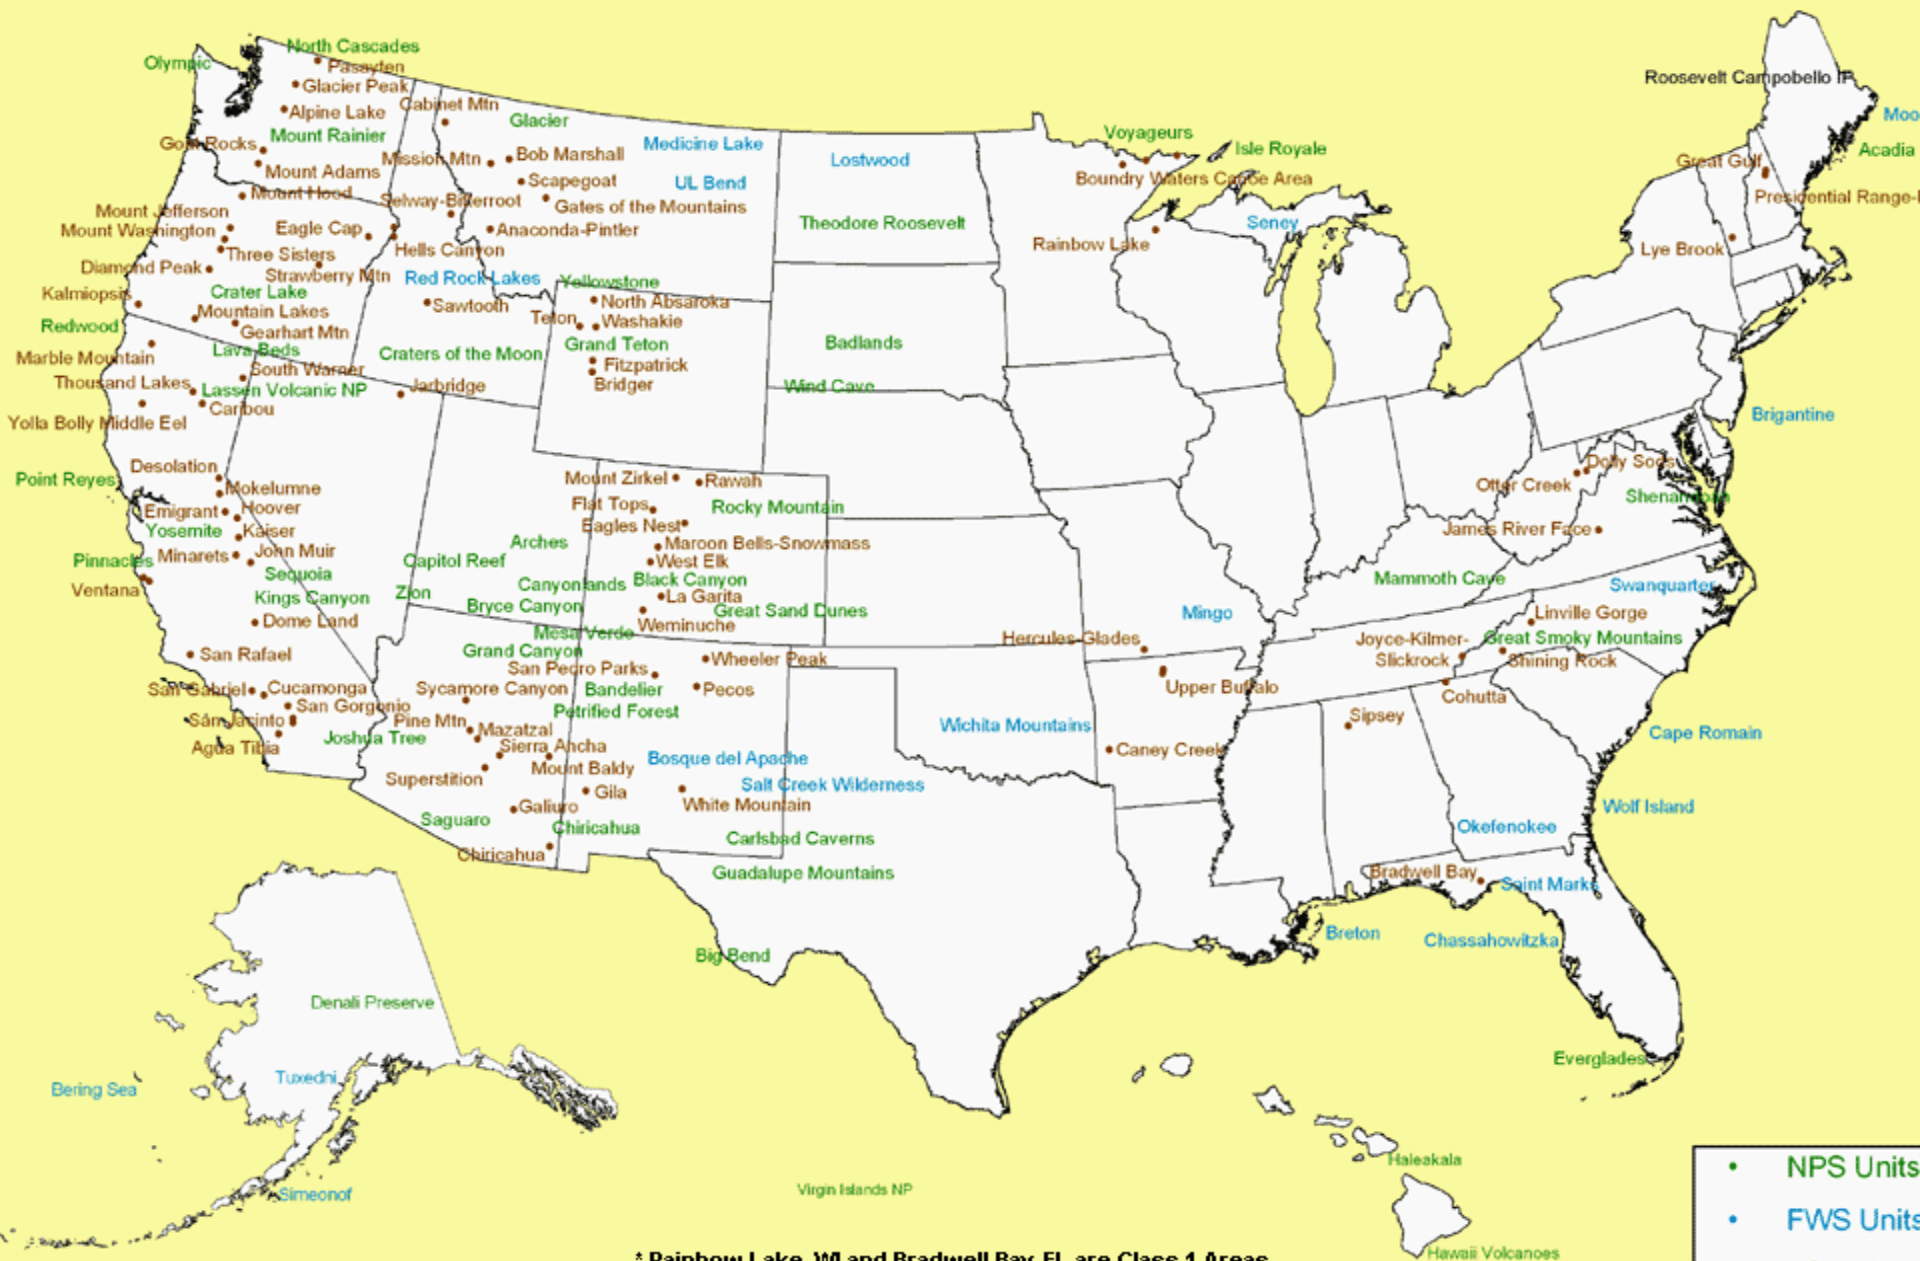 North Cascades
Olympic
Pasayten
Glacier Peak
Alpine Lake
Cabinet Mtn
Glacier
Mount Rainier
Goat Rocks
Mission Mtn
Bob Marshall
Medicine Lake
Lostwood
Mount Adams
Scapegoat
UL Bend
Mount Hood
Selway-Bitterroot
Gates of the Mountains
Mount Jefferson
Mount Washington
Eagle Cap
Anaconda-Pintler
Theodore Roosevelt
Three Sisters
Hells Canyon
Diamond Peak
Strawberry Mtn
Red Rock Lakes
Yellowstone
Kalmiopsis
Crater Lake
Mountain Lakes
Sawtooth
North Absaroka
Redwood
Gearhart Mtn
Teton
Washakie
Marble Mountain
Lava Beds
Craters of the Moon
Grand Teton
Badlands
South Warner
Fitzpatrick
Thousand Lakes
Lassen Volcanic NP
Jarbridge
Bridger
Wind Cave
Caribou
Yolla Bolly Middle Eel
Desolation
Point Reyes
Mokelumne
Mount Zirkel
Rawah
Emigrant
Hoover
Flat Tops
Rocky Mountain
Yosemite
Kaiser
Eagles Nest
Pinnacles
Minarets
John Muir
Arches
Maroon Bells-Snowmass
Capitol Reef
West Elk
Ventana
Sequoia
Canyonlands
Black Canyon
Kings Canyon
Zion
Bryce Canyon
La Garita
Great Sand Dunes
Dome Land
Weminuche
Mesa Verde
San Rafael
Grand Canyon
San Pedro Parks
Wheeler Peak
San Gabriel
Cucamonga
Sycamore Canyon
Bandelier
Pecos
San Gorgonio
Petrified Forest
San Jacinto
Pine Mtn
Mazatzal
Agua Tibia
Joshua Tree
Sierra Ancha
Bosque del Apache
Superstition
Mount Baldy
Salt Creek Wilderness
Galiuro
Gila
White Mountain
Saguaro
Chiricahua
Carlsbad Caverns
Chiricahua
Guadalupe Mountains
Big Bend
Wichita Mountains
Voyageurs
Isle Royale
Boundry Waters Canoe Area
Seney
Rainbow Lake
Roosevelt Campobello IP
Moo
Acadia
Great Gulf
Presidential Range-
Lye Brook
Brigantine
Dolly Sods
Otter Creek
Shenandoah
James River Face
Mammoth Cave
Swanquarter
Mingo
Linville Gorge
Hercules-Glades
Joyce-Kilmer-
Slickrock
Great Smoky Mountains
Shining Rock
Upper Buffalo
Cohutta
Sipsey
Caney Creek
Cape Romain
Wolf Island
Okefenokee
Bradwell Bay
Saint Marks
Breton
Chassahowitzka
Everglades
Denali Preserve
Bering Sea
Tuxedni
Simeonof
Virgin Islands NP
Haleakala
Hawaii Volcanoes
NPS Units
FWS Units
* Rainbow Lake, WI and Bradwell Bay, FL are Class 1 Areas